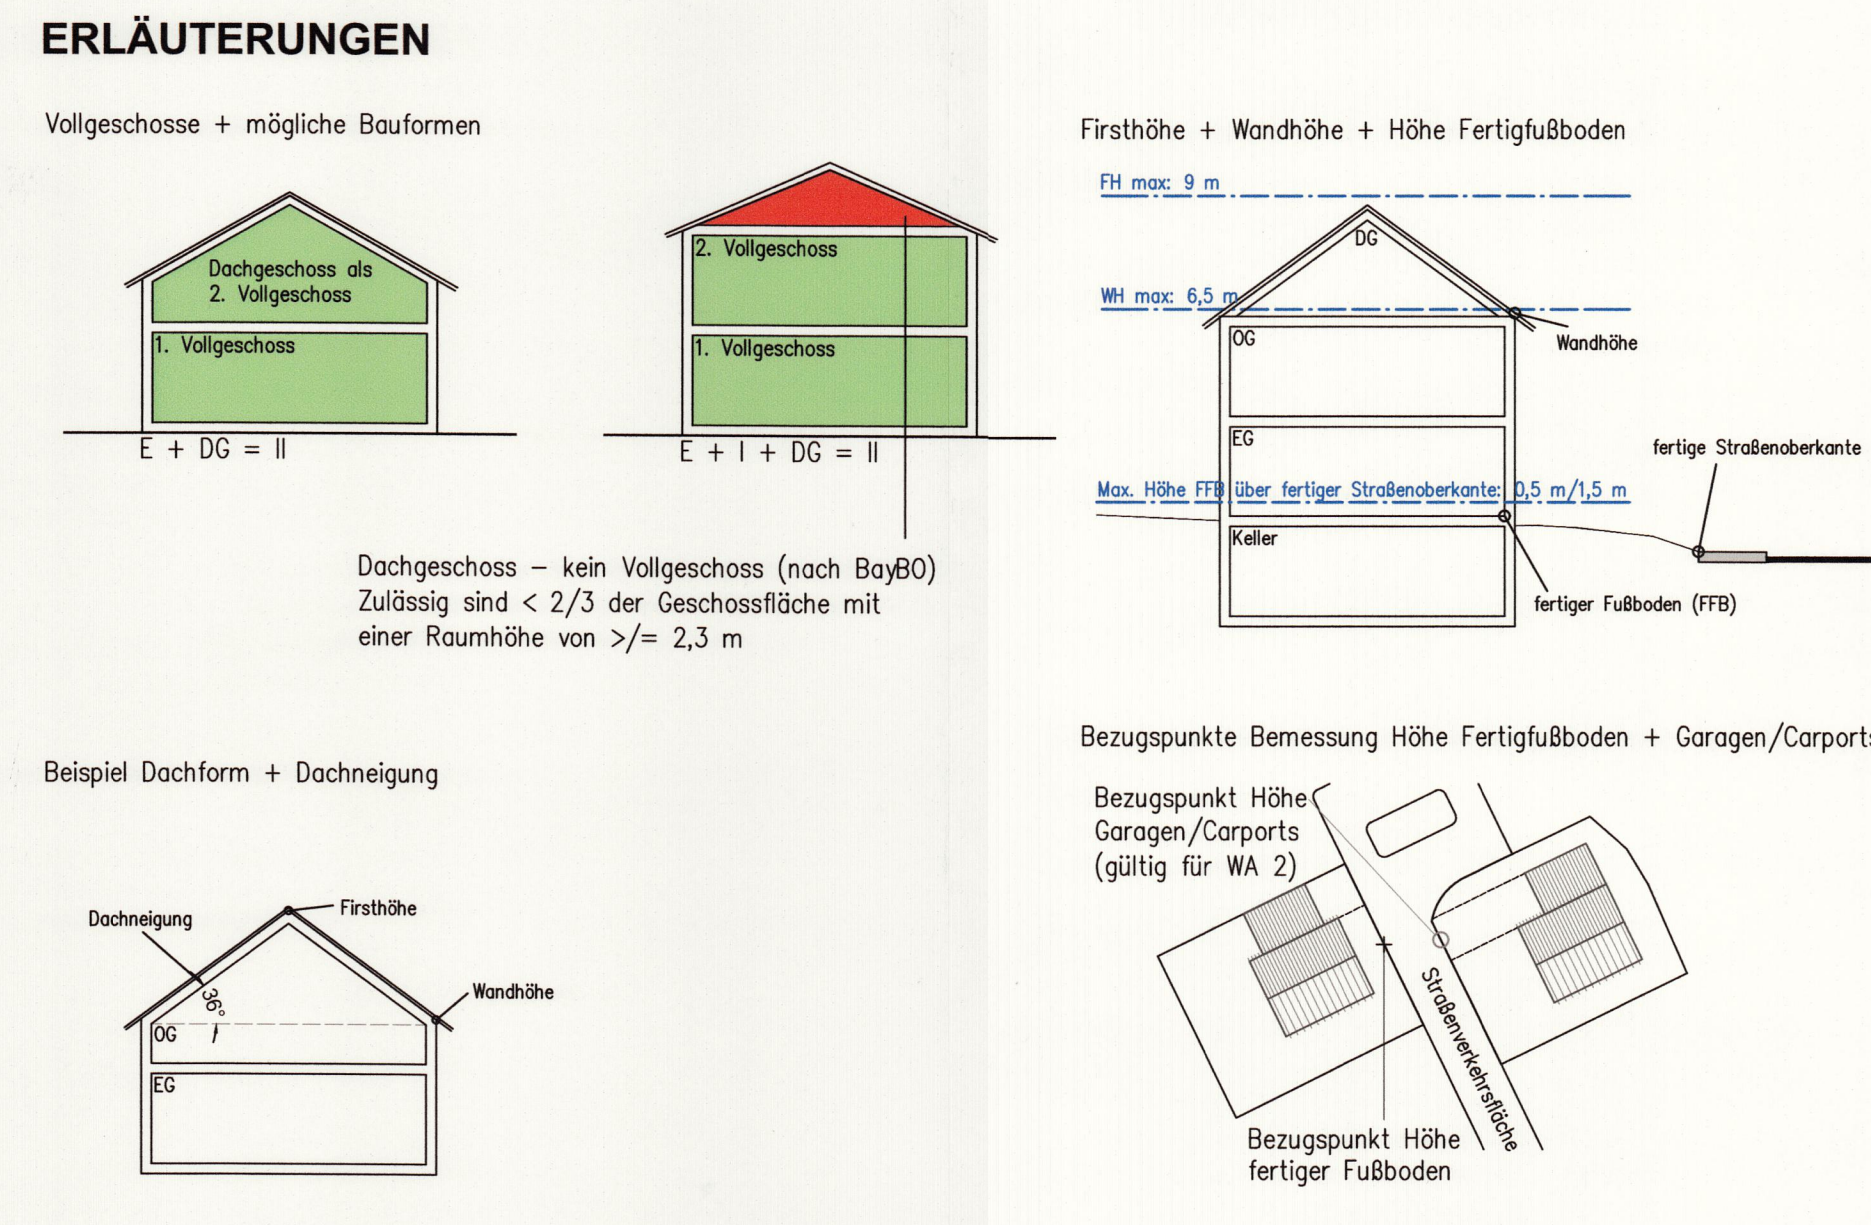 ERLÄUTERUNGEN
Vollgeschosse + mögliche Bauformen
Dachgeschoss als
2. Vollgeschoss
1. Vollgeschoss
E + DG = II
2. Vollgeschoss
1. Vollgeschoss
E + I + DG = II
Dachgeschoss – kein Vollgeschoss (nach BayBO)
Zulässig sind < 2/3 der Geschossfläche mit
einer Raumhöhe von >/= 2,3 m
Firsthöhe + Wandhöhe + Höhe Fertigfußboden
FH max: 9 m
DG
WH max: 6,5 m
Wandhöhe
OG
EG
fertige Straßenoberkante
Max. Höhe FFB über fertiger Straßenoberkante: 0,5 m/1,5 m
Keller
fertiger Fußboden (FFB)
Beispiel Dachform + Dachneigung
Dachneigung
Firsthöhe
36°
Wandhöhe
OG
EG
Bezugspunkte Bemessung Höhe Fertigfußboden + Garagen/Carports
Bezugspunkt Höhe
Garagen/Carports
(gültig für WA 2)
Straßenverkehrsfläche
Bezugspunkt Höhe
fertiger Fußboden